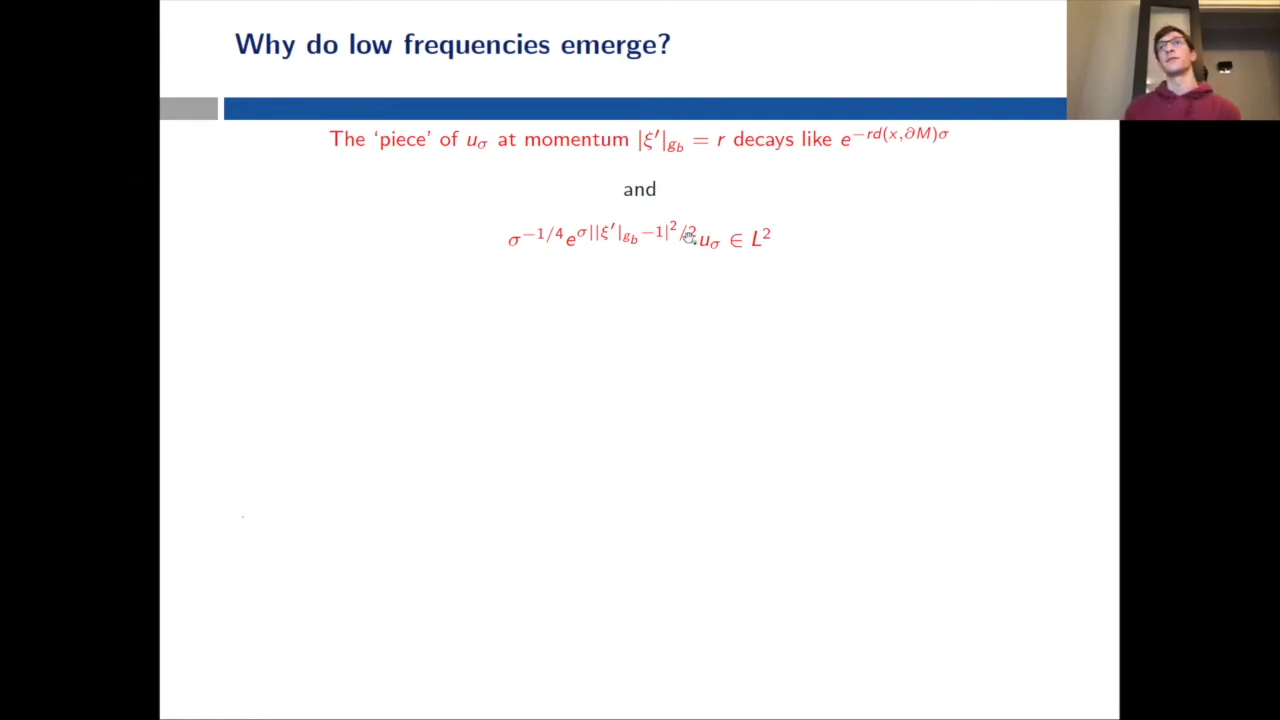 Why do low frequencies emerge?
The ‘piece’ of u_σ at momentum |ξ′|_{g_b} = r decays like e^{−rd(x,∂M)σ}
and
σ^{−1/4}e^{σ||ξ′|_{g_b}−1|²/2}u_σ ∈ L²